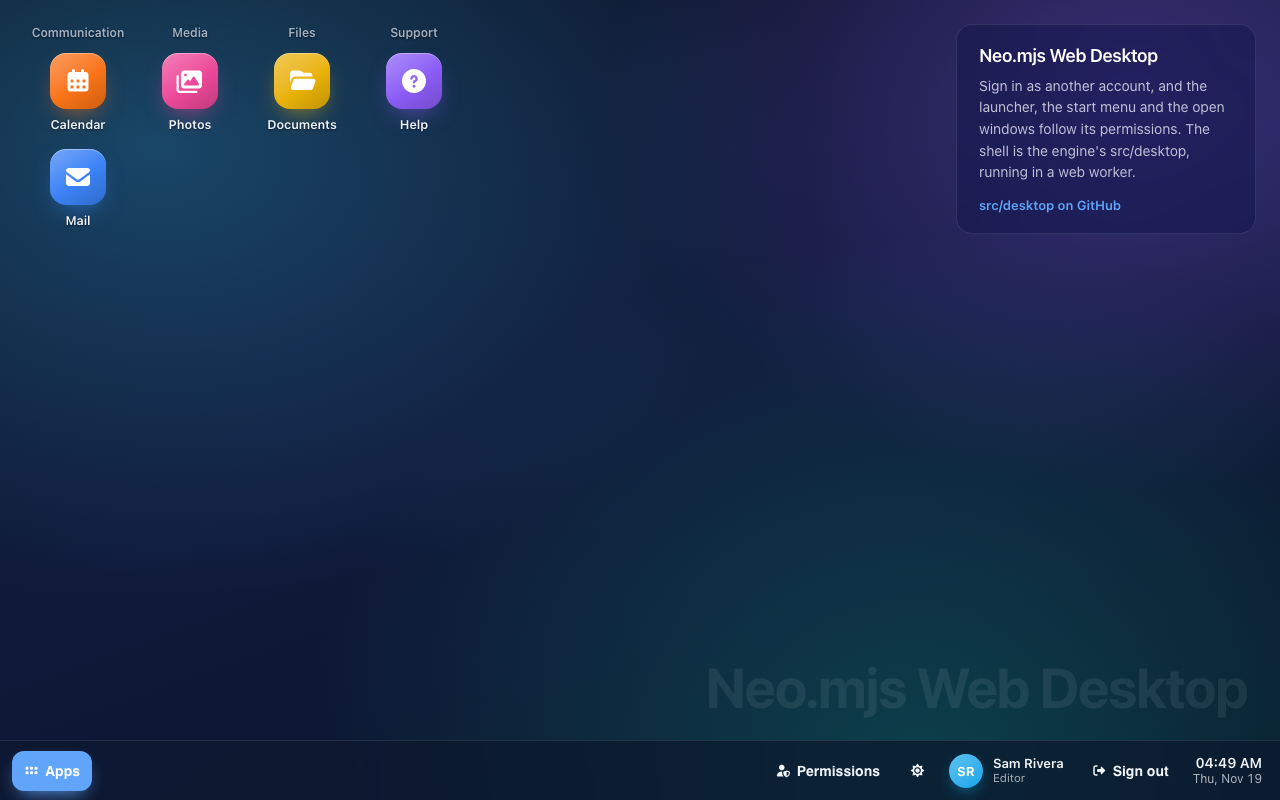 Communication
Media
Files
Support
Calendar
Photos
Documents
Help
Mail
Neo.mjs Web Desktop
Sign in as another account, and the
launcher, the start menu and the open
windows follow its permissions. The
shell is the engine's src/desktop,
running in a web worker.
src/desktop on GitHub
Neo.mjs Web Desktop
Apps
Permissions
SR
Sam Rivera
Editor
Sign out
04:49 AM
Thu, Nov 19